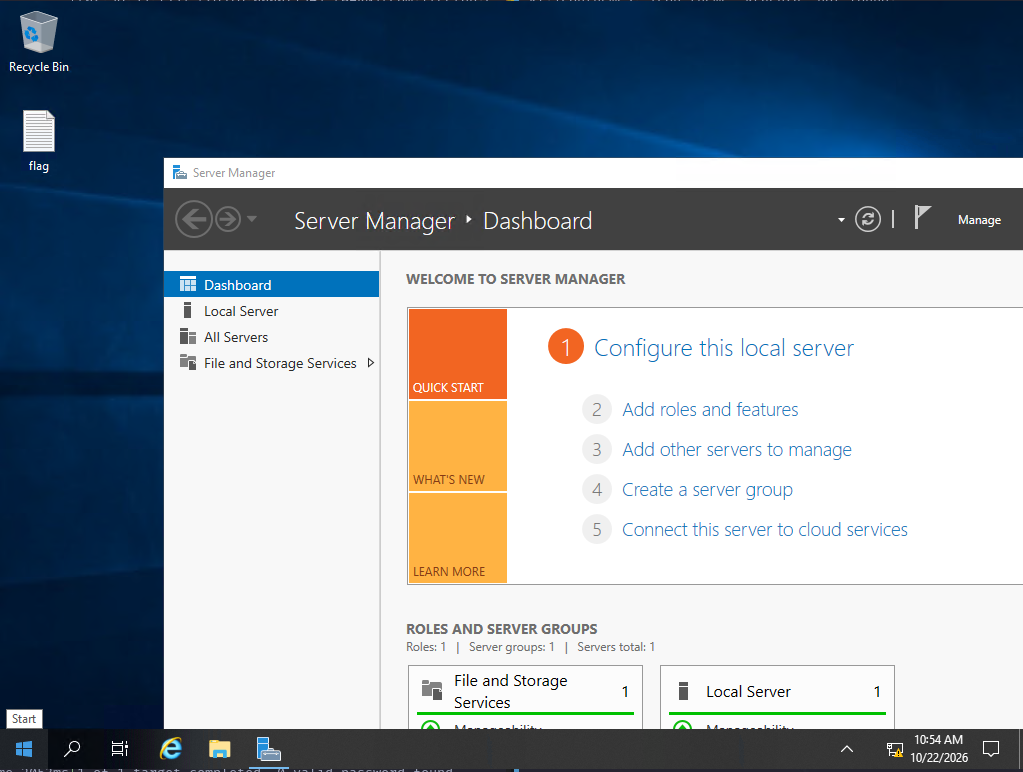 Recycle Bin
flag
Server Manager
Server Manager ‣ Dashboard
Manage
Dashboard
Local Server
All Servers
File and Storage Services
WELCOME TO SERVER MANAGER
QUICK START
WHAT'S NEW
LEARN MORE
1 Configure this local server
2 Add roles and features
3 Add other servers to manage
4 Create a server group
5 Connect this server to cloud services
ROLES AND SERVER GROUPS
Roles: 1 | Server groups: 1 | Servers total: 1
File and Storage
Services
1
Manageability
Local Server 1
Manageability
Start
10:54 AM
10/22/2026